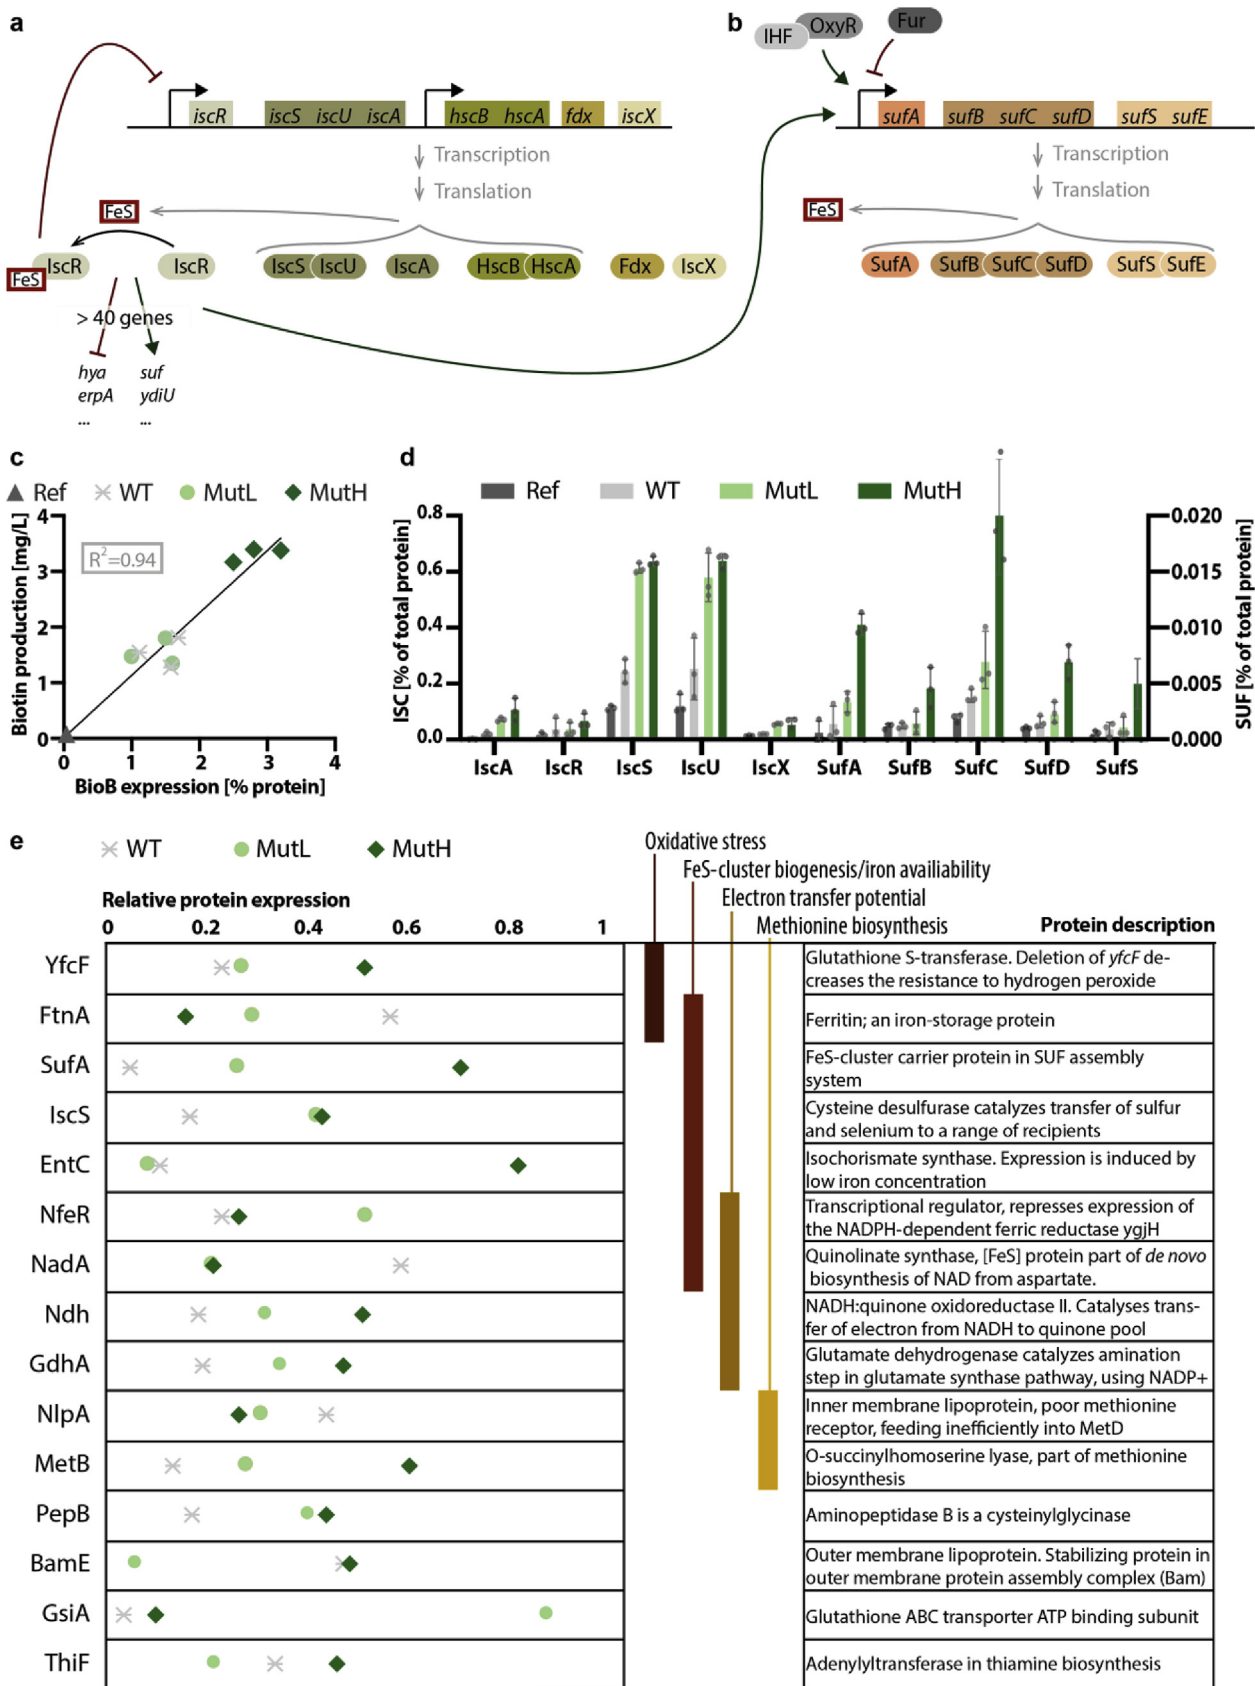 a
iscR iscS iscU iscA hscB hscA fdx iscX
Transcription
Translation
FeS
FeS IscR IscR IscS IscU IscA HscB HscA Fdx IscX
> 40 genes
hya suf
erpA ydiU
... ...
b
IHF OxyR Fur
sufA sufB sufC sufD sufS sufE
Transcription
Translation
FeS
SufA SufB SufC SufD SufS SufE
c
Ref WT MutL MutH
Biotin production [mg/L]
4
3
2
1
0
R²=0.94
0 1 2 3 4
BioB expression [% protein]
d
Ref WT MutL MutH
ISC [% of total protein]
0.8
0.6
0.4
0.2
0.0
0.020
0.015
0.010
0.005
0.000
SUF [% of total protein]
IscA IscR IscS IscU IscX SufA SufB SufC SufD SufS
e
WT MutL MutH
Oxidative stress
FeS-cluster biogenesis/iron availiability
Electron transfer potential
Methionine biosynthesis
Relative protein expression
Protein description
0 0.2 0.4 0.6 0.8 1
YfcF
Glutathione S-transferase. Deletion of yfcF de-
creases the resistance to hydrogen peroxide
FtnA
Ferritin; an iron-storage protein
SufA
FeS-cluster carrier protein in SUF assembly
system
IscS
Cysteine desulfurase catalyzes transfer of sulfur
and selenium to a range of recipients
EntC
Isochorismate synthase. Expression is induced by
low iron concentration
NfeR
Transcriptional regulator, represses expression of
the NADPH-dependent ferric reductase ygjH
NadA
Quinolinate synthase, [FeS] protein part of de novo
biosynthesis of NAD from aspartate.
Ndh
NADH:quinone oxidoreductase II. Catalyses trans-
fer of electron from NADH to quinone pool
GdhA
Glutamate dehydrogenase catalyzes amination
step in glutamate synthase pathway, using NADP+
NlpA
Inner membrane lipoprotein, poor methionine
receptor, feeding inefficiently into MetD
MetB
O-succinylhomoserine lyase, part of methionine
biosynthesis
PepB
Aminopeptidase B is a cysteinylglycinase
BamE
Outer membrane lipoprotein. Stabilizing protein in
outer membrane protein assembly complex (Bam)
GsiA
Glutathione ABC transporter ATP binding subunit
ThiF
Adenylyltransferase in thiamine biosynthesis